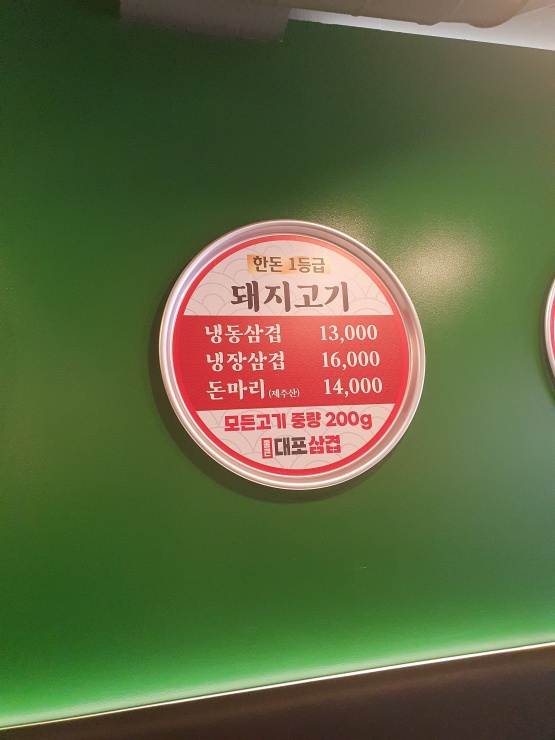 한돈 1등급
돼지고기
냉동삼겹 13,000
냉장삼겹 16,000
돈마리 (제주산) 14,000
모든고기 중량 200g
대포삼겹